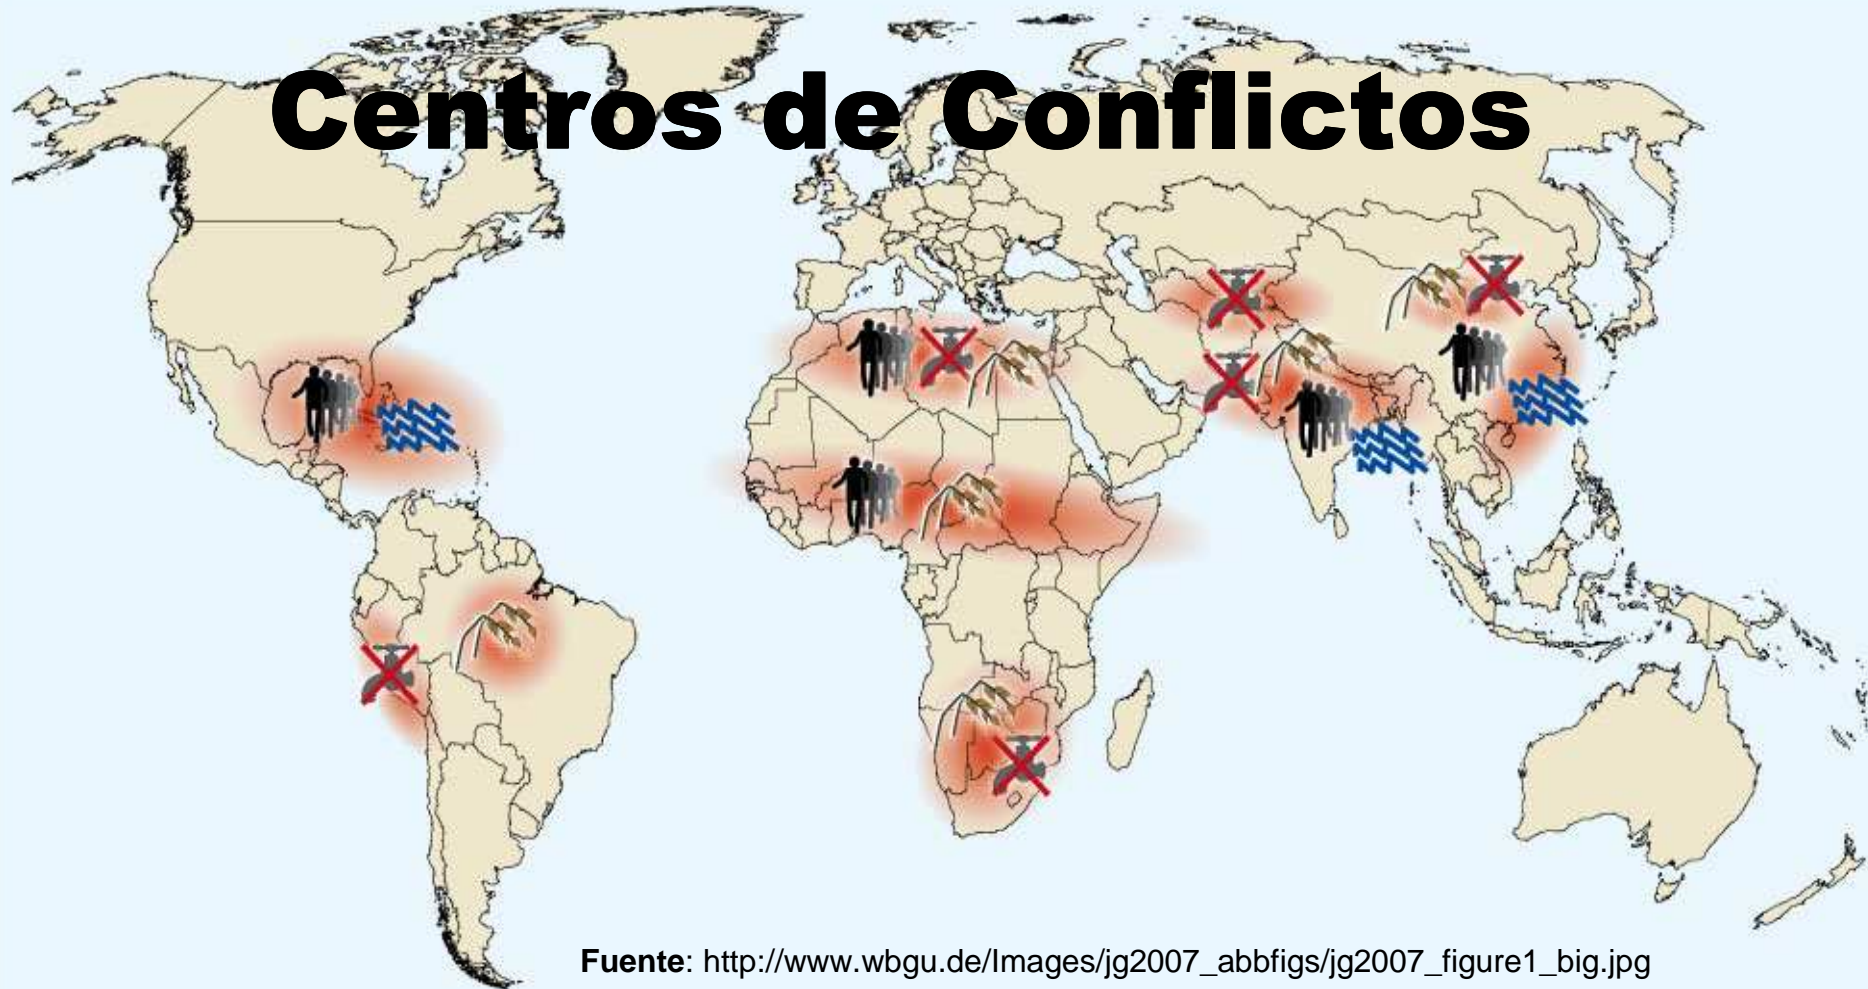 Centros de Conflictos
Fuente: http://www.wbgu.de/Images/jg2007_abbfigs/jg2007_figure1_big.jpg